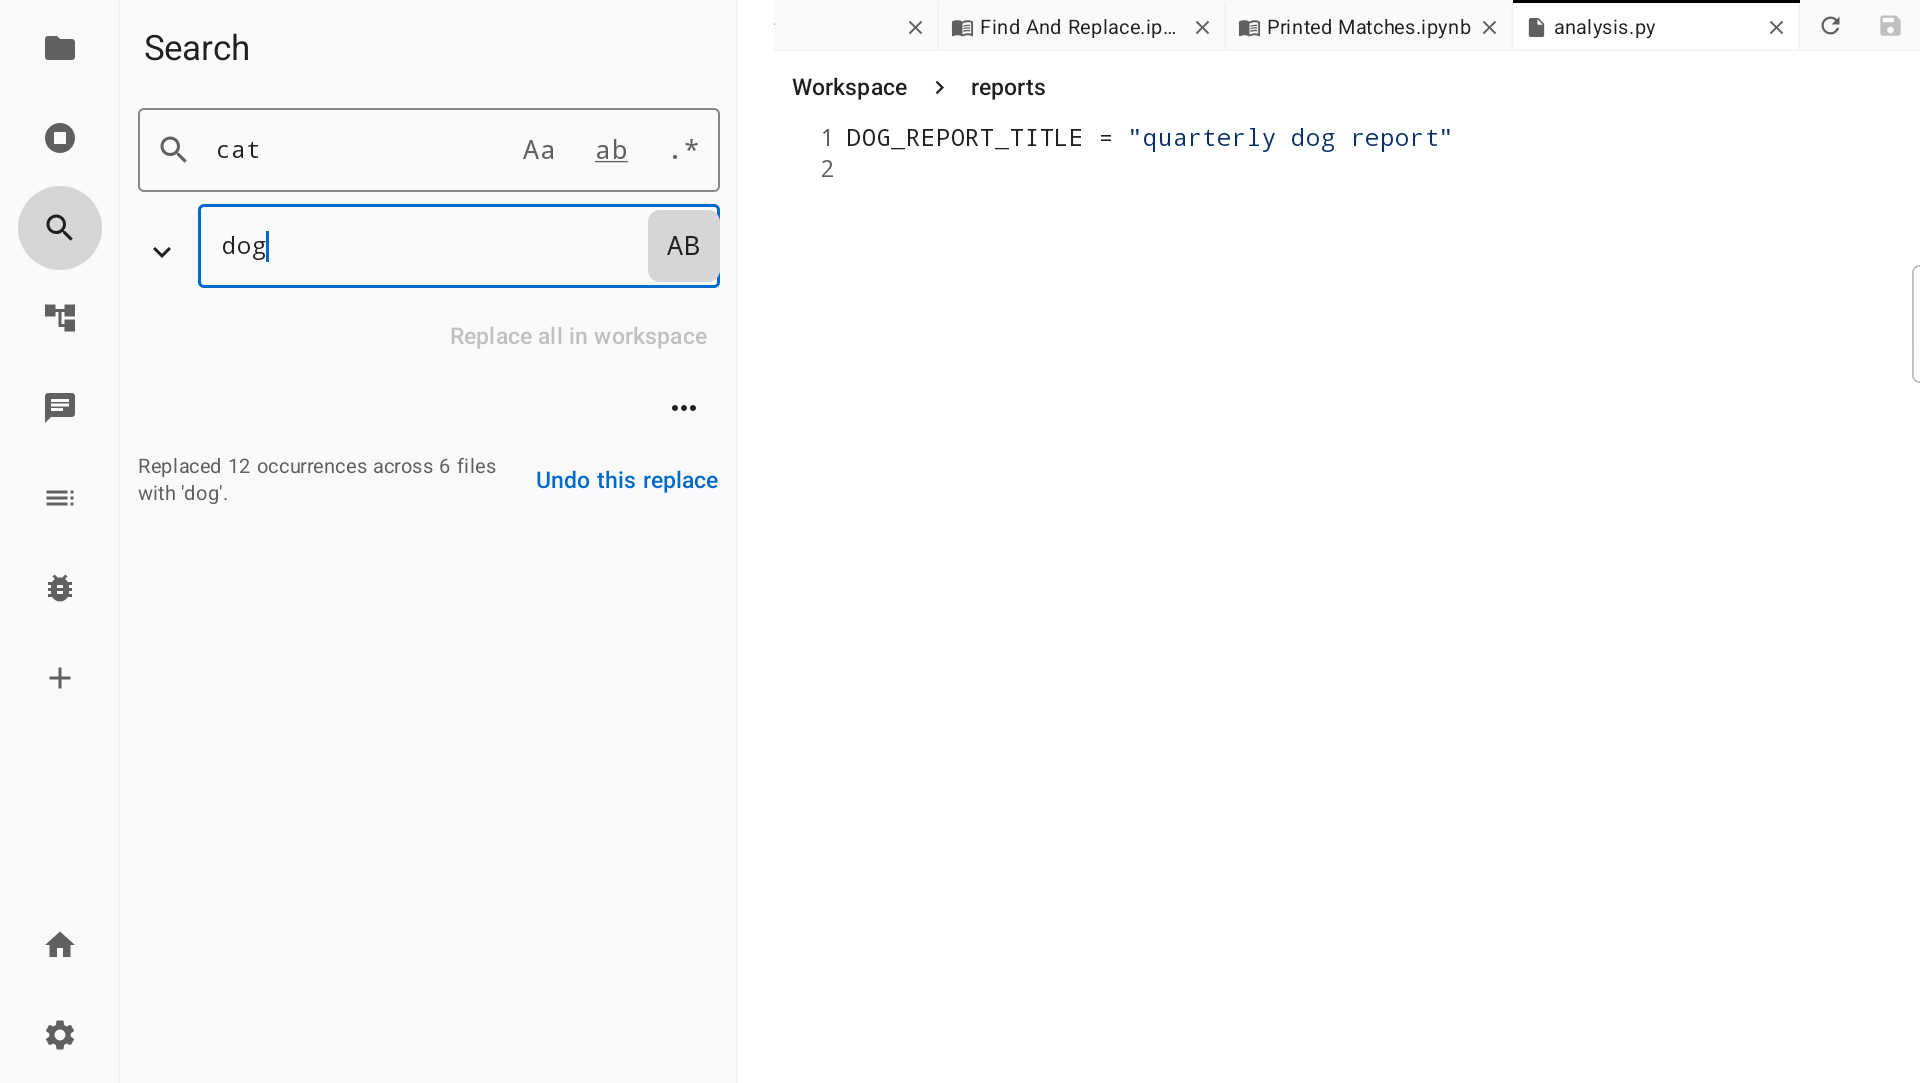 Search
cat Aa ab .*
dog AB
Replace all in workspace
Replaced 12 occurrences across 6 files
with 'dog'.
Undo this replace
Find And Replace.ip...
Printed Matches.ipynb
analysis.py
Workspace > reports
1 DOG_REPORT_TITLE = "quarterly dog report"
2